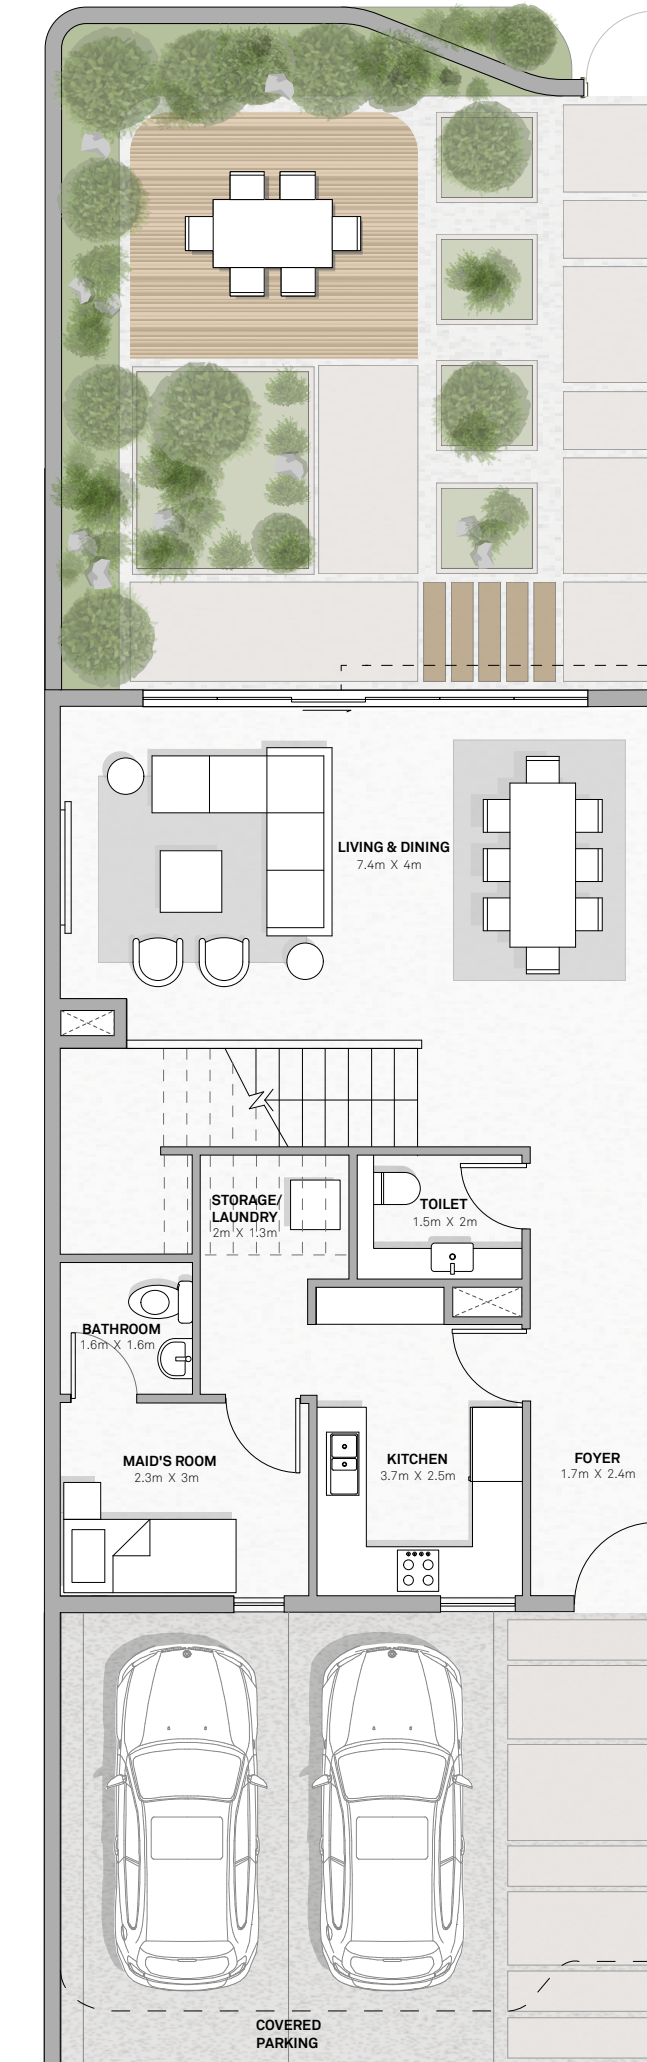 LIVING & DINING
7.4m X 4m
STORAGE/
LAUNDRY
2m X 1.3m
TOILET
1.5m X 2m
BATHROOM
1.6m X 1.6m
MAID'S ROOM
2.3m X 3m
KITCHEN
3.7m X 2.5m
FOYER
1.7m X 2.4m
COVERED
PARKING